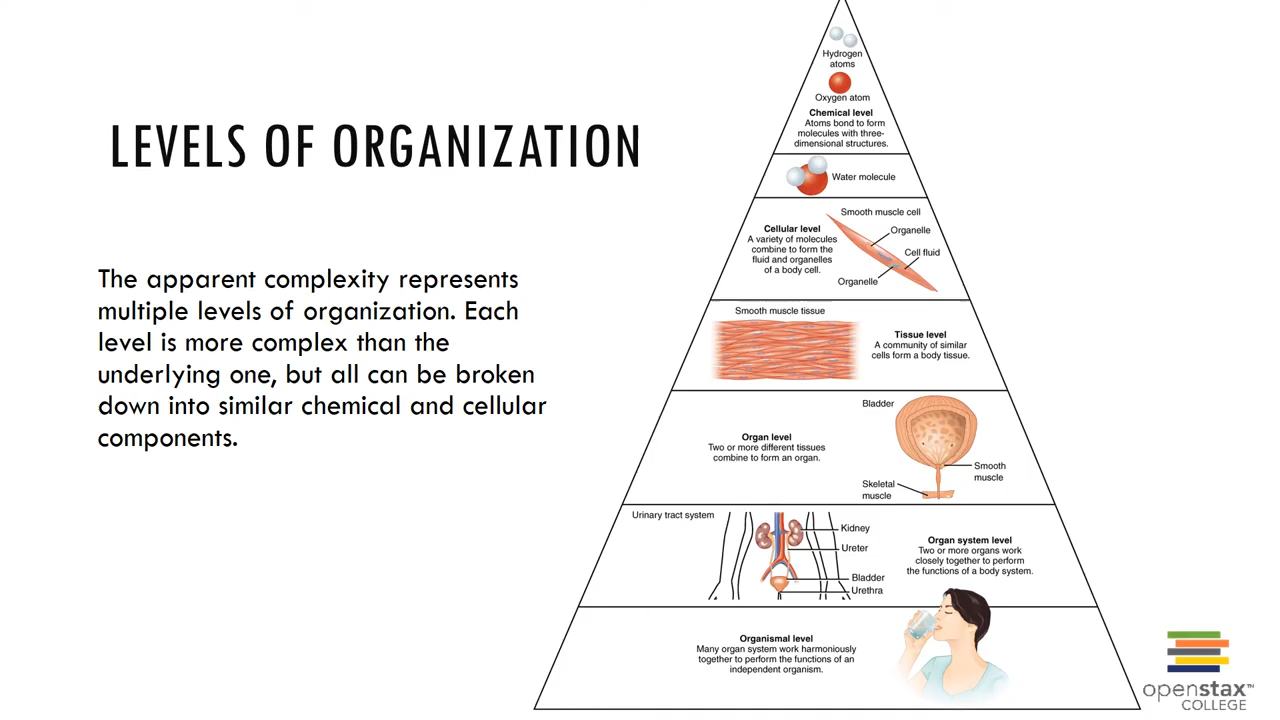 LEVELS OF ORGANIZATION
The apparent complexity represents
multiple levels of organization. Each
level is more complex than the
underlying one, but all can be broken
down into similar chemical and cellular
components.
Hydrogen
atoms
Oxygen atom
Chemical level
Atoms bond to form
molecules with three-
dimensional structures.
Water molecule
Smooth muscle cell
Cellular level
A variety of molecules
combine to form the
fluid and organelles
of a body cell.
Organelle
Cell fluid
Organelle
Smooth muscle tissue
Tissue level
A community of similar
cells form a body tissue.
Bladder
Organ level
Two or more different tissues
combine to form an organ.
Smooth
muscle
Skeletal
muscle
Urinary tract system
Kidney
Ureter
Bladder
Urethra
Organ system level
Two or more organs work
closely together to perform
the functions of a body system.
Organismal level
Many organ system work harmoniously
together to perform the functions of an
independent organism.
openstax™
COLLEGE